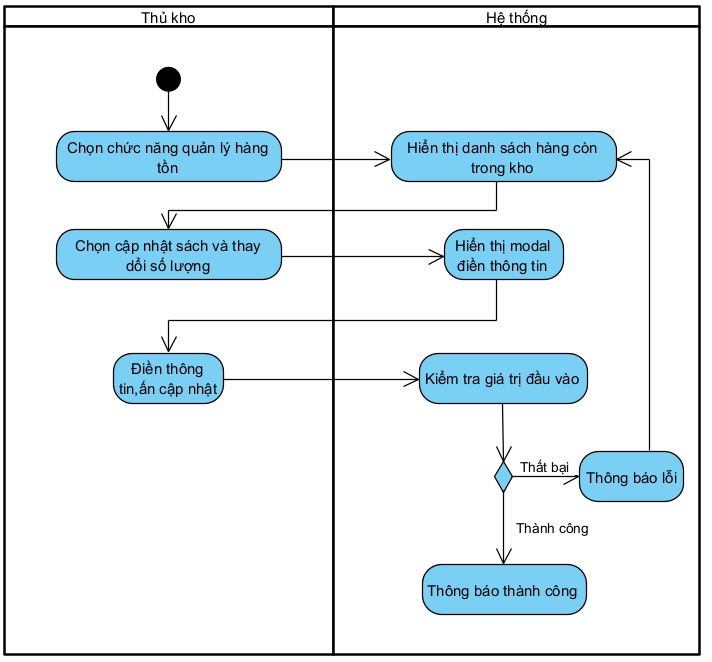 Thủ kho
Hệ thống
Chọn chức năng quản lý hàng
tồn
Hiển thị danh sách hàng còn
trong kho
Chọn cập nhật sách và thay
dổi số lượng
Hiển thị modal
điền thông tin
Điền thông
tin,ấn cập nhật
Kiểm tra giá trị đầu vào
Thất bại
Thông báo lỗi
Thành công
Thông báo thành công